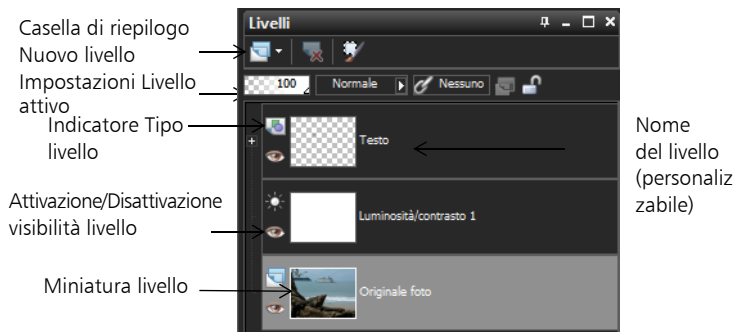 Livelli
Casella di riepilogo
Nuovo livello
Impostazioni Livello
attivo
100
Normale
Nessuno
Indicatore Tipo
livello
Testo
Nome
del livello
(personaliz
zabile)
Attivazione/Disattivazione
visibilità livello
Luminosità/contrasto 1
Miniatura livello
Originale foto